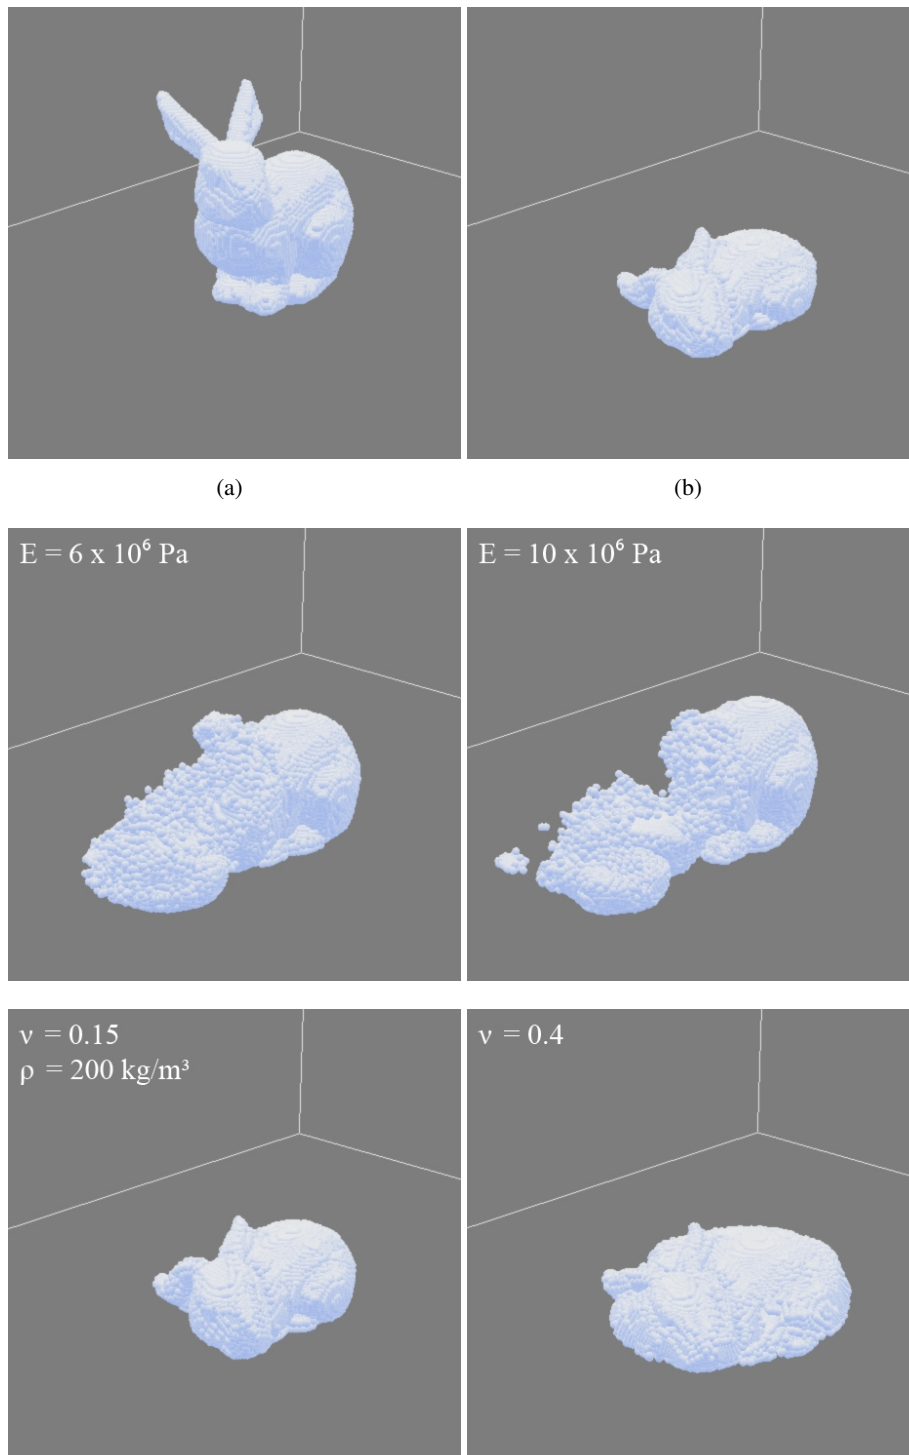 (a)
(b)
E = 6 x 10⁶ Pa
E = 10 x 10⁶ Pa
ν = 0.15
ρ = 200 kg/m³
ν = 0.4